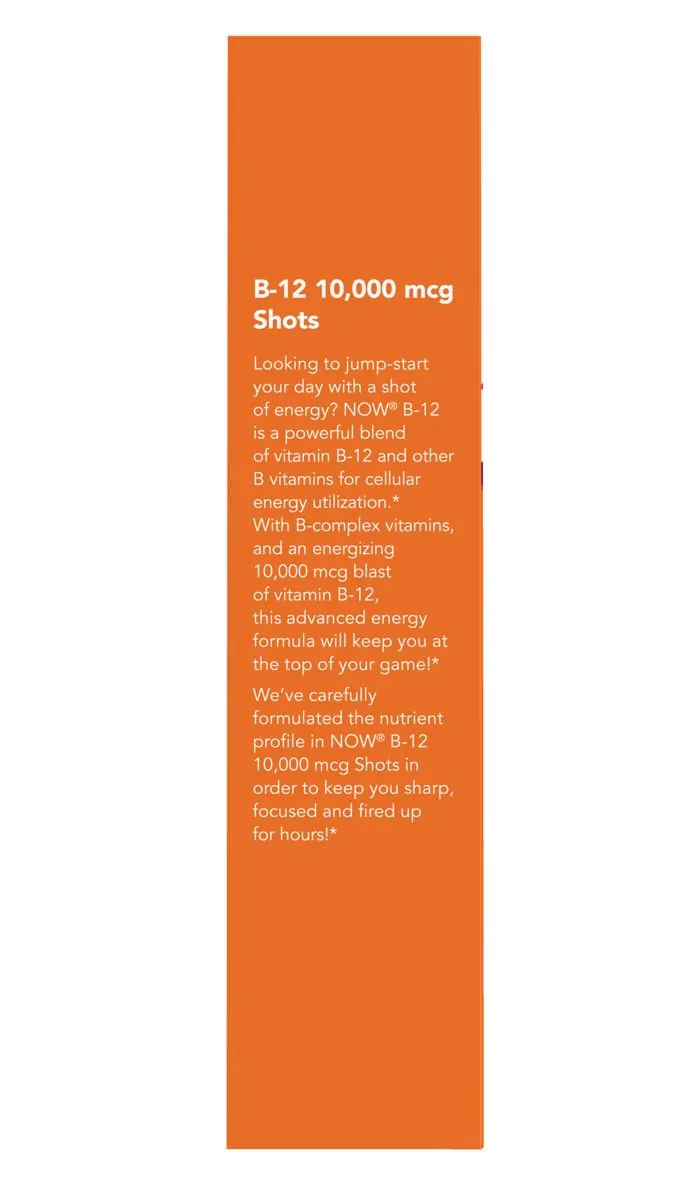 B-12 10,000 mcg
Shots
Looking to jump-start
your day with a shot
of energy? NOW® B-12
is a powerful blend
of vitamin B-12 and other
B vitamins for cellular
energy utilization.*
With B-complex vitamins,
and an energizing
10,000 mcg blast
of vitamin B-12,
this advanced energy
formula will keep you at
the top of your game!*
We’ve carefully
formulated the nutrient
profile in NOW® B-12
10,000 mcg Shots in
order to keep you sharp,
focused and fired up
for hours!*